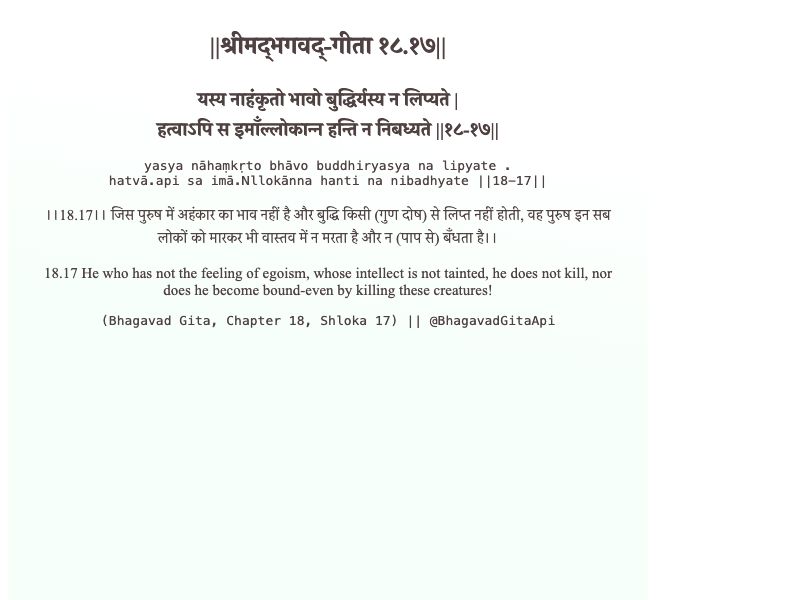 ||श्रीमद्‍भगवद्‍-गीता १८.१७||
यस्य नाहंकृतो भावो बुद्धिर्यस्य न लिप्यते |
हत्वाऽपि स इमाँल्लोकान्न हन्ति न निबध्यते ||१८-१७||
yasya nāhaṃkṛto bhāvo buddhiryasya na lipyate .
hatvā.api sa imā.Nllokānna hanti na nibadhyate ||18-17||
।।18.17।। जिस पुरुष में अहंकार का भाव नहीं है और बुद्धि किसी (गुण दोष) से लिप्त नहीं होती, वह पुरुष इन सब
लोकों को मारकर भी वास्तव में न मरता है और न (पाप से) बँधता है।।
18.17 He who has not the feeling of egoism, whose intellect is not tainted, he does not kill, nor
does he become bound-even by killing these creatures!
(Bhagavad Gita, Chapter 18, Shloka 17) || @BhagavadGitaApi